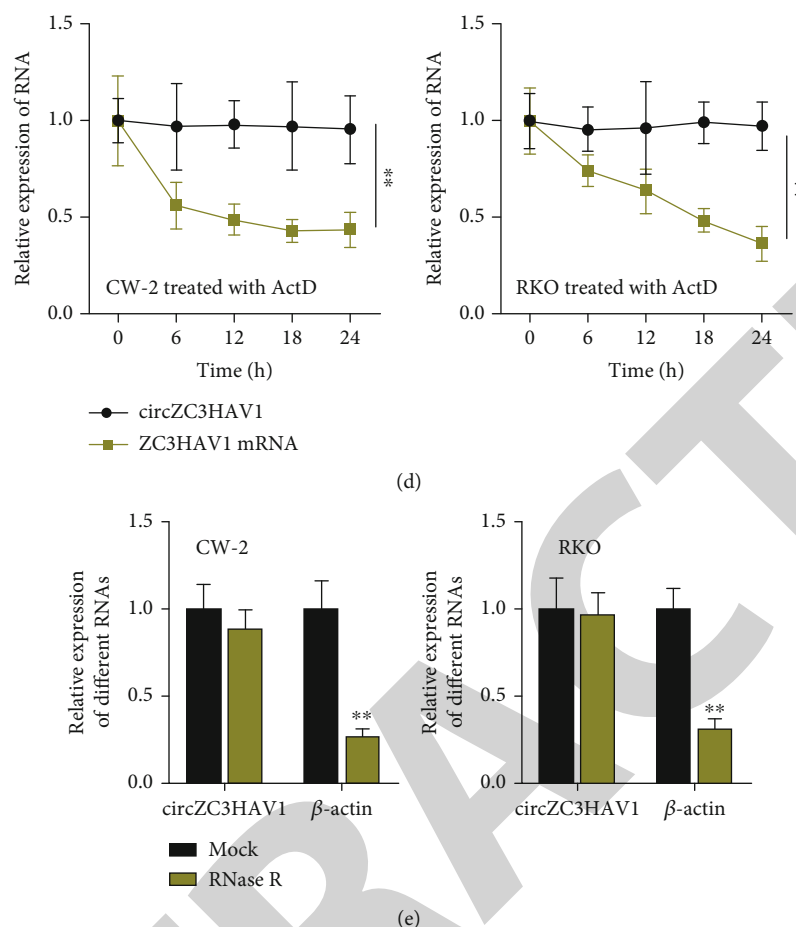 1.5
1.0
0.5
0.0
Relative expression of RNA
**
CW-2 treated with ActD
0 6 12 18 24
Time (h)
1.5
1.0
0.5
0.0
Relative expression of RNA
RKO treated with ActD
0 6 12 18 24
Time (h)
circZC3HAV1
ZC3HAV1 mRNA
(d)
1.5
1.0
0.5
0.0
Relative expression
of different RNAs
CW-2
**
circZC3HAV1 β-actin
1.5
1.0
0.5
0.0
Relative expression
of different RNAs
RKO
**
circZC3HAV1 β-actin
Mock
RNase R
(e)
RACT